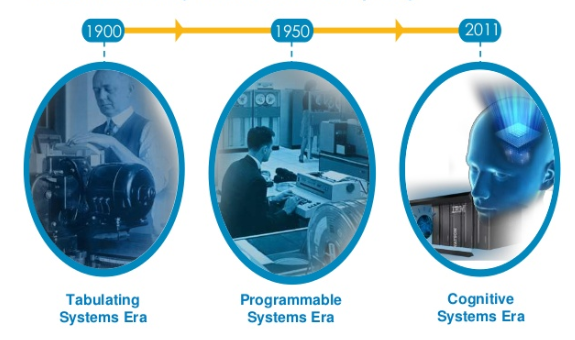 1900
1950
2011
IBM
Tabulating
Systems Era
Programmable
Systems Era
Cognitive
Systems Era